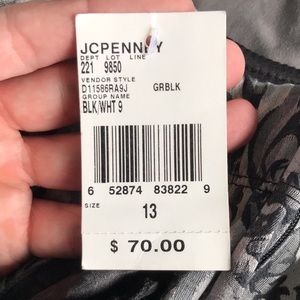 JCPENNEY
DEPT LOT LINE
221 9850
VENDOR STYLE
D11586RA9J GRBLK
GROUP NAME
BLK/WHT 9
6 52874 83822 9
SIZE
13
$ 70.00